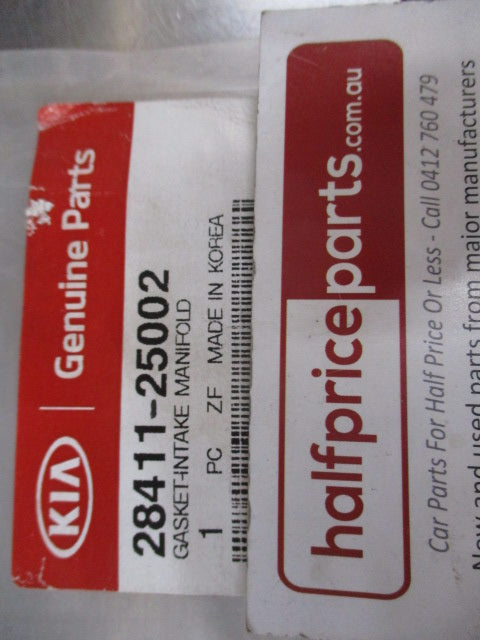 KIA | Genuine Parts
28411-25002
GASKET-INTAKE MANIFOLD
1 PC ZF MADE IN KOREA
halfpriceparts.com.au
Car Parts For Half Price Or Less - Call 0412 760 479
New and used parts from major manufacturers